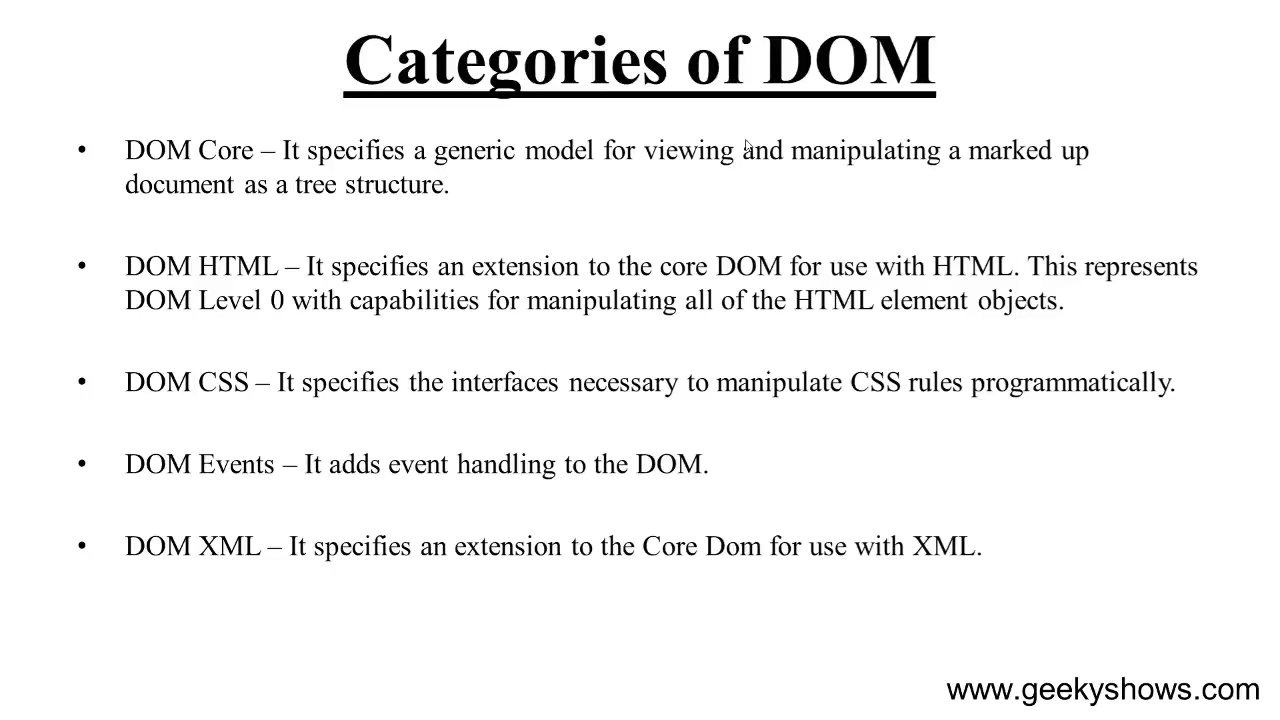 Categories of DOM
• DOM Core – It specifies a generic model for viewing and manipulating a marked up
document as a tree structure.
• DOM HTML – It specifies an extension to the core DOM for use with HTML. This represents
DOM Level 0 with capabilities for manipulating all of the HTML element objects.
• DOM CSS – It specifies the interfaces necessary to manipulate CSS rules programmatically.
• DOM Events – It adds event handling to the DOM.
• DOM XML – It specifies an extension to the Core Dom for use with XML.
www.geekyshows.com